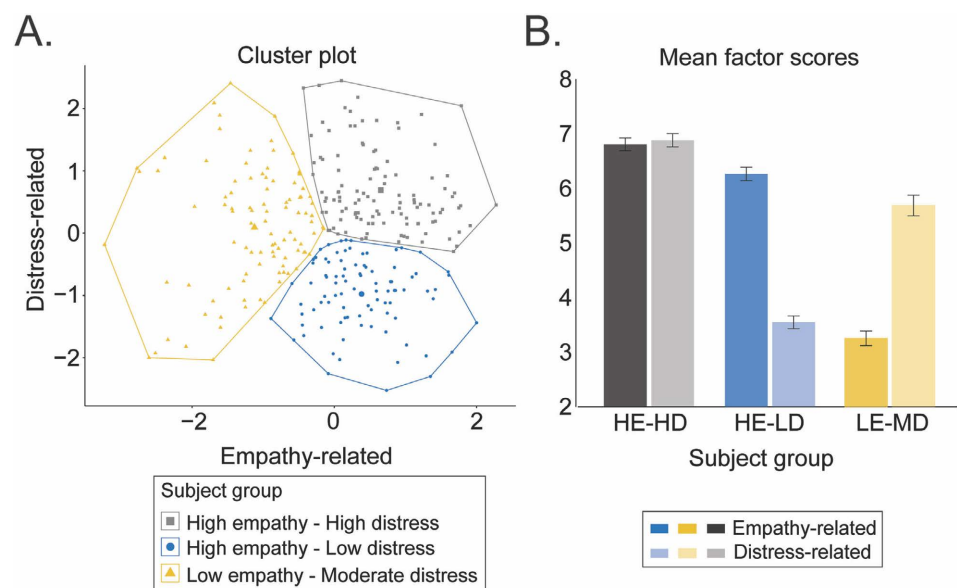 A.
Cluster plot
Distress-related
2
1
0
−1
−2
−2
0
2
Empathy-related
Subject group
High empathy - High distress
High empathy - Low distress
Low empathy - Moderate distress
B.
Mean factor scores
8
7
6
5
4
3
2
HE-HD
HE-LD
LE-MD
Subject group
Empathy-related
Distress-related